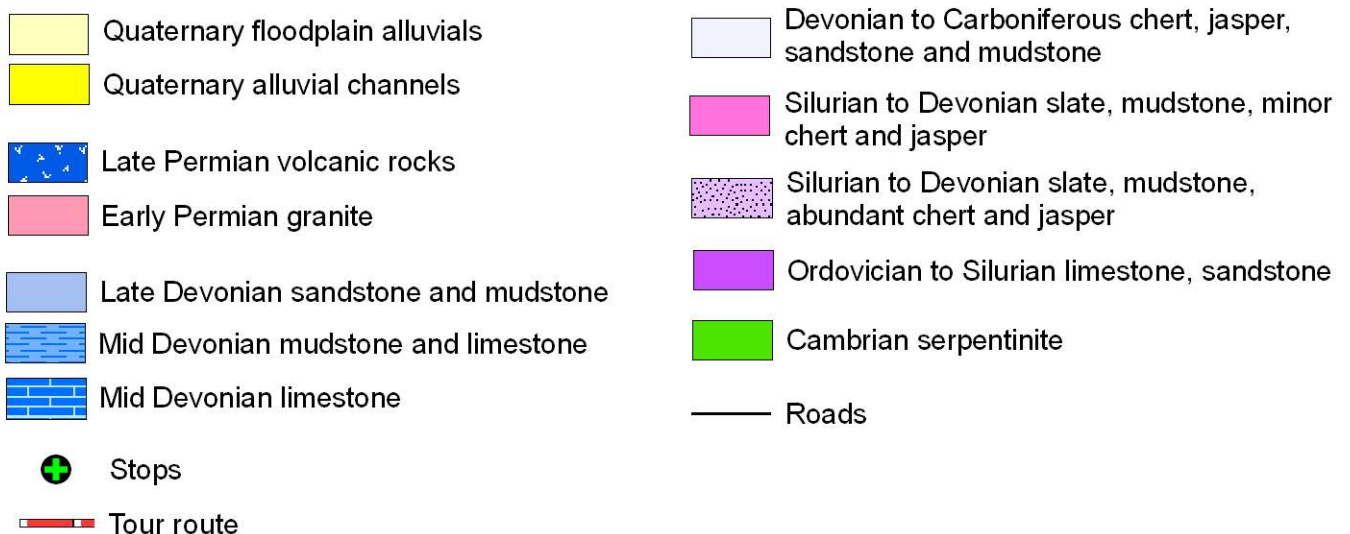 Quaternary floodplain alluvials
Quaternary alluvial channels
Late Permian volcanic rocks
Early Permian granite
Late Devonian sandstone and mudstone
Mid Devonian mudstone and limestone
Mid Devonian limestone
Stops
Tour route
Devonian to Carboniferous chert, jasper,
sandstone and mudstone
Silurian to Devonian slate, mudstone, minor
chert and jasper
Silurian to Devonian slate, mudstone,
abundant chert and jasper
Ordovician to Silurian limestone, sandstone
Cambrian serpentinite
Roads